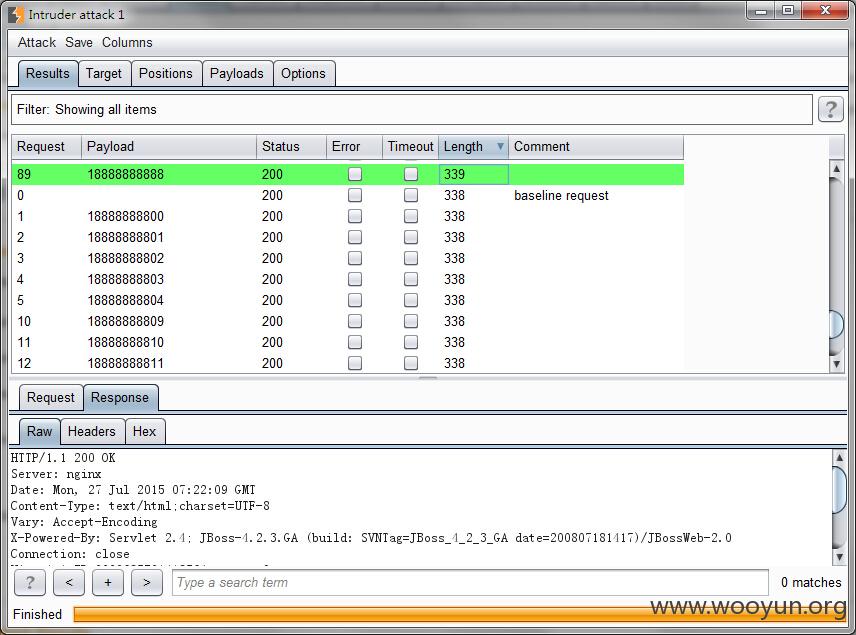 Intruder attack 1
Attack Save Columns
Results Target Positions Payloads Options
Filter: Showing all items ?
Request Payload Status Error Timeout Length Comment
89 18888888888 200 339
0 200 338 baseline request
1 18888888800 200 338
2 18888888801 200 338
3 18888888802 200 338
4 18888888803 200 338
5 18888888804 200 338
10 18888888809 200 338
11 18888888810 200 338
12 18888888811 200 338
Request Response
Raw Headers Hex
HTTP/1.1 200 OK
Server: nginx
Date: Mon, 27 Jul 2015 07:22:09 GMT
Content-Type: text/html;charset=UTF-8
Vary: Accept-Encoding
X-Powered-By: Servlet 2.4; JBoss-4.2.3.GA (build: SVNTag=JBoss_4_2_3_GA date=200807181417)/JBossWeb-2.0
Connection: close
? < + > Type a search term 0 matches
Finished
www.wooyun.org